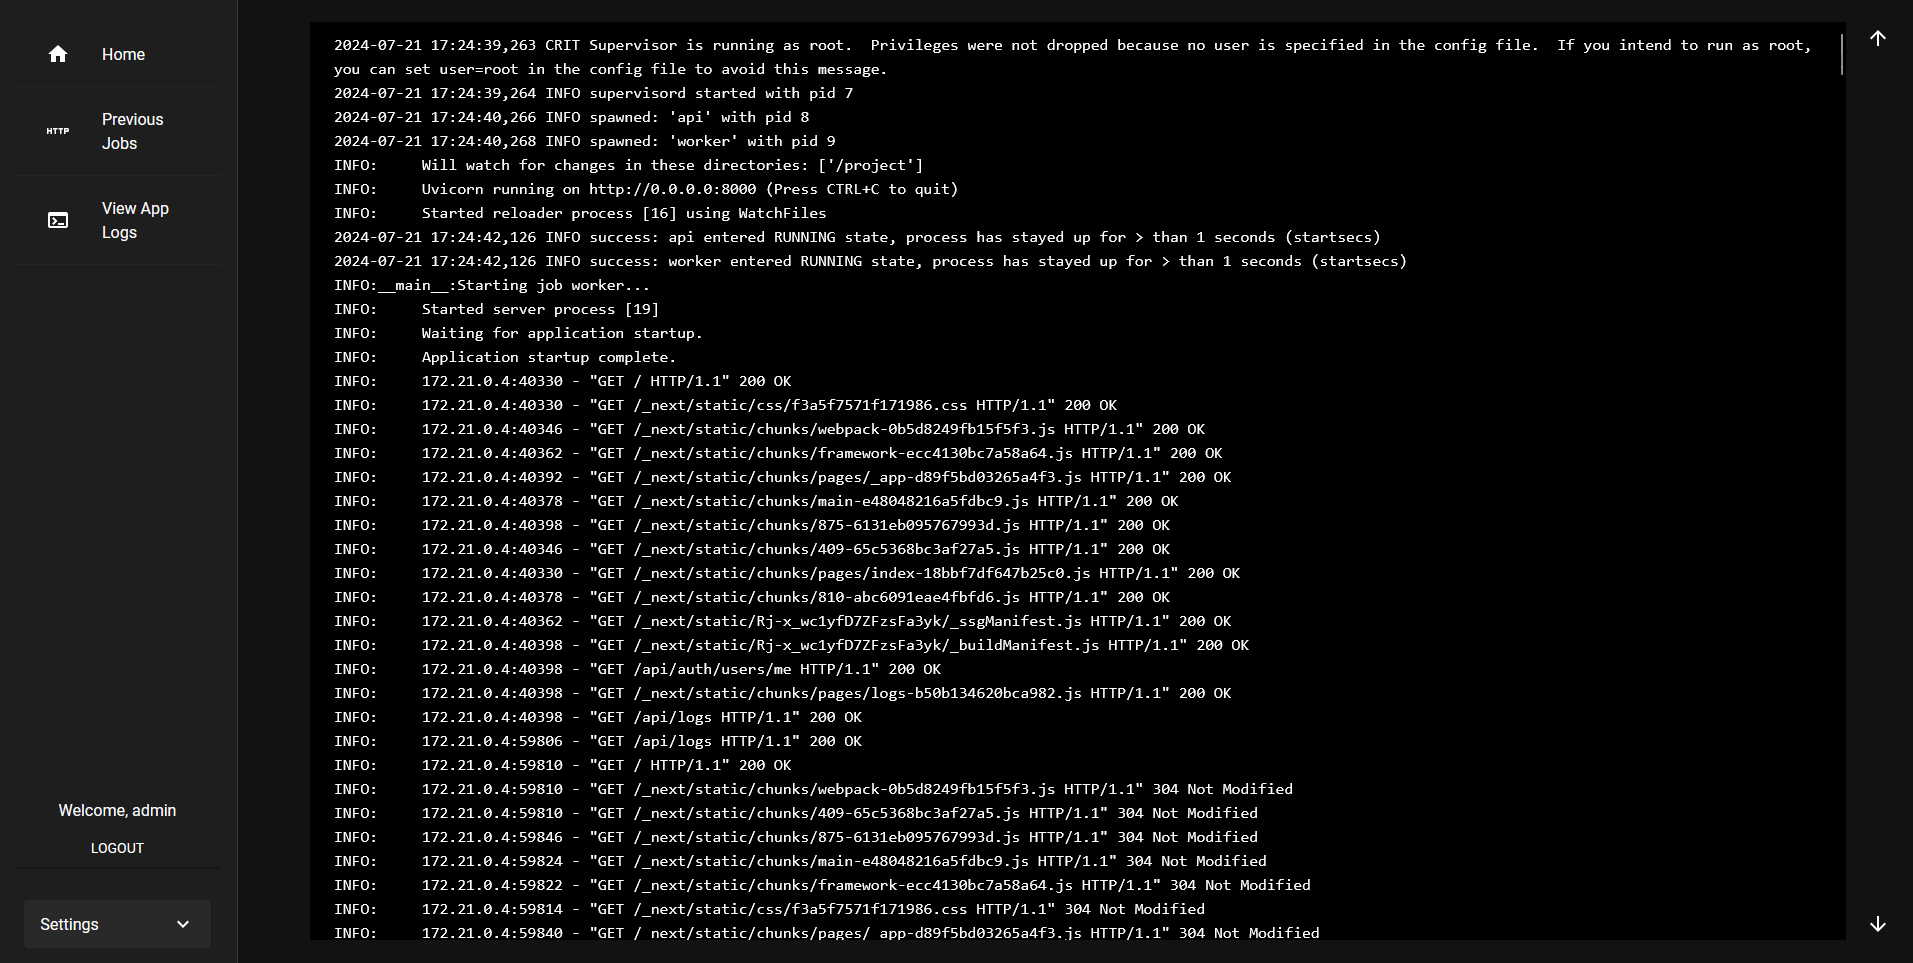 Home
HTTP
Previous
Jobs
View App
Logs
Welcome, admin
LOGOUT
Settings
2024-07-21 17:24:39,263 CRIT Supervisor is running as root.  Privileges were not dropped because no user is specified in the config file.  If you intend to run as root,
you can set user=root in the config file to avoid this message.
2024-07-21 17:24:39,264 INFO supervisord started with pid 7
2024-07-21 17:24:40,266 INFO spawned: 'api' with pid 8
2024-07-21 17:24:40,268 INFO spawned: 'worker' with pid 9
INFO:     Will watch for changes in these directories: ['/project']
INFO:     Uvicorn running on http://0.0.0.0:8000 (Press CTRL+C to quit)
INFO:     Started reloader process [16] using WatchFiles
2024-07-21 17:24:42,126 INFO success: api entered RUNNING state, process has stayed up for > than 1 seconds (startsecs)
2024-07-21 17:24:42,126 INFO success: worker entered RUNNING state, process has stayed up for > than 1 seconds (startsecs)
INFO:__main__:Starting job worker...
INFO:     Started server process [19]
INFO:     Waiting for application startup.
INFO:     Application startup complete.
INFO:     172.21.0.4:40330 - "GET / HTTP/1.1" 200 OK
INFO:     172.21.0.4:40330 - "GET /_next/static/css/f3a5f7571f171986.css HTTP/1.1" 200 OK
INFO:     172.21.0.4:40346 - "GET /_next/static/chunks/webpack-0b5d8249fb15f5f3.js HTTP/1.1" 200 OK
INFO:     172.21.0.4:40362 - "GET /_next/static/chunks/framework-ecc4130bc7a58a64.js HTTP/1.1" 200 OK
INFO:     172.21.0.4:40392 - "GET /_next/static/chunks/pages/_app-d89f5bd03265a4f3.js HTTP/1.1" 200 OK
INFO:     172.21.0.4:40378 - "GET /_next/static/chunks/main-e48048216a5fdbc9.js HTTP/1.1" 200 OK
INFO:     172.21.0.4:40398 - "GET /_next/static/chunks/875-6131eb095767993d.js HTTP/1.1" 200 OK
INFO:     172.21.0.4:40346 - "GET /_next/static/chunks/409-65c5368bc3af27a5.js HTTP/1.1" 200 OK
INFO:     172.21.0.4:40330 - "GET /_next/static/chunks/pages/index-18bbf7df647b25c0.js HTTP/1.1" 200 OK
INFO:     172.21.0.4:40378 - "GET /_next/static/chunks/810-abc6091eae4fbfd6.js HTTP/1.1" 200 OK
INFO:     172.21.0.4:40362 - "GET /_next/static/Rj-x_wc1yfD7ZFzsFa3yk/_ssgManifest.js HTTP/1.1" 200 OK
INFO:     172.21.0.4:40398 - "GET /_next/static/Rj-x_wc1yfD7ZFzsFa3yk/_buildManifest.js HTTP/1.1" 200 OK
INFO:     172.21.0.4:40398 - "GET /api/auth/users/me HTTP/1.1" 200 OK
INFO:     172.21.0.4:40398 - "GET /_next/static/chunks/pages/logs-b50b134620bca982.js HTTP/1.1" 200 OK
INFO:     172.21.0.4:40398 - "GET /api/logs HTTP/1.1" 200 OK
INFO:     172.21.0.4:59806 - "GET /api/logs HTTP/1.1" 200 OK
INFO:     172.21.0.4:59810 - "GET / HTTP/1.1" 200 OK
INFO:     172.21.0.4:59810 - "GET /_next/static/chunks/webpack-0b5d8249fb15f5f3.js HTTP/1.1" 304 Not Modified
INFO:     172.21.0.4:59810 - "GET /_next/static/chunks/409-65c5368bc3af27a5.js HTTP/1.1" 304 Not Modified
INFO:     172.21.0.4:59846 - "GET /_next/static/chunks/875-6131eb095767993d.js HTTP/1.1" 304 Not Modified
INFO:     172.21.0.4:59824 - "GET /_next/static/chunks/main-e48048216a5fdbc9.js HTTP/1.1" 304 Not Modified
INFO:     172.21.0.4:59822 - "GET /_next/static/chunks/framework-ecc4130bc7a58a64.js HTTP/1.1" 304 Not Modified
INFO:     172.21.0.4:59814 - "GET /_next/static/css/f3a5f7571f171986.css HTTP/1.1" 304 Not Modified
INFO:     172.21.0.4:59840 - "GET /_next/static/chunks/pages/_app-d89f5bd03265a4f3.js HTTP/1.1" 304 Not Modified